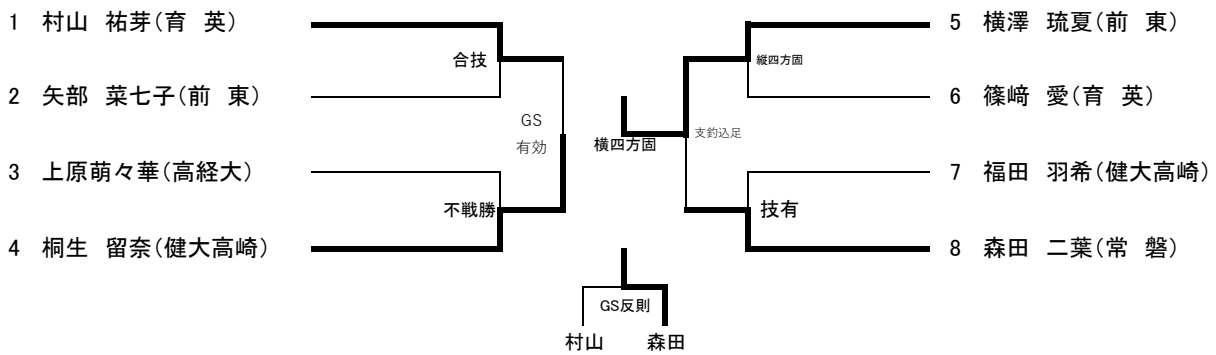 1 村山　祐芽（育　英）
合技
2 矢部　菜七子（前　東）
GS
有効
3 上原萌々華（高経大）
不戦勝
4 桐生　留奈（健大高崎）
横四方固
支釣込足
5 横澤　琉夏（前　東）
縦四方固
6 篠﨑　愛（育　英）
7 福田　羽希（健大高崎）
技有
8 森田　二葉（常　磐）
GS反則
村山　森田